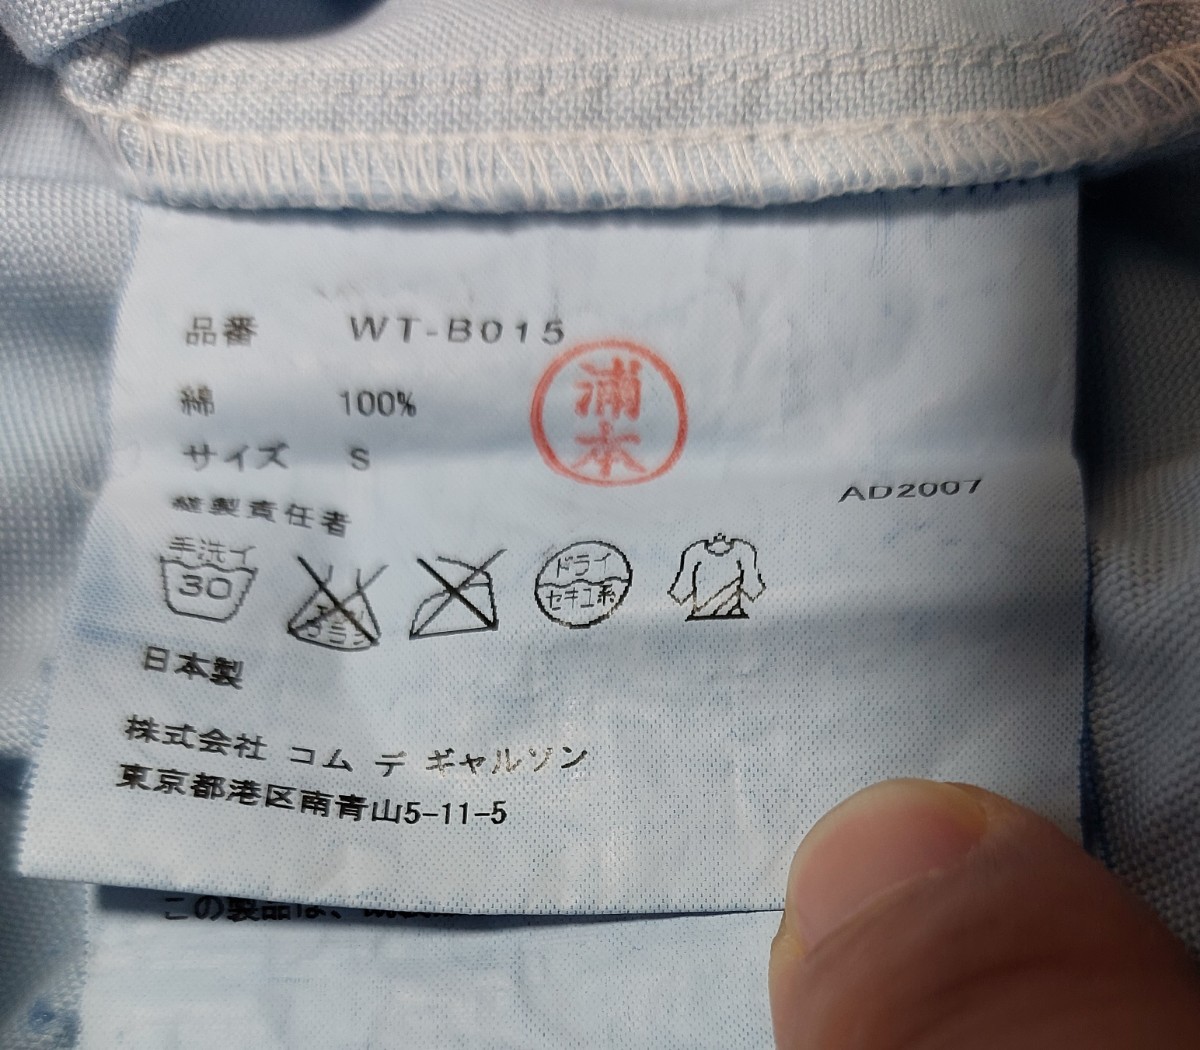 品番 WT-B015
綿 100%
浦本
サイズ S
AD2007
縫製責任者
手洗イ
30
ドライ
セキユ系
日本製
株式会社 コム デ ギャルソン
東京都港区南青山5-11-5
この製品は、